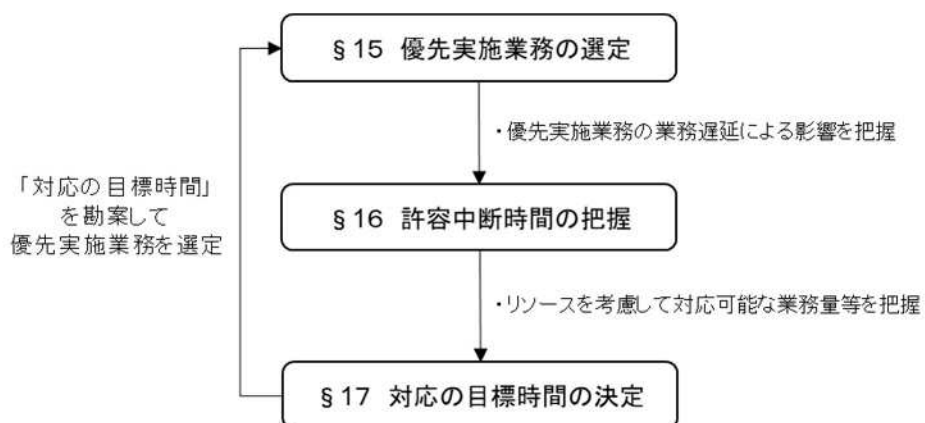 §15 優先実施業務の選定
・優先実施業務の業務遅延による影響を把握
「対応の目標時間」
を勘案して
優先実施業務を選定
§16 許容中断時間の把握
・リソースを考慮して対応可能な業務量等を把握
§17 対応の目標時間の決定